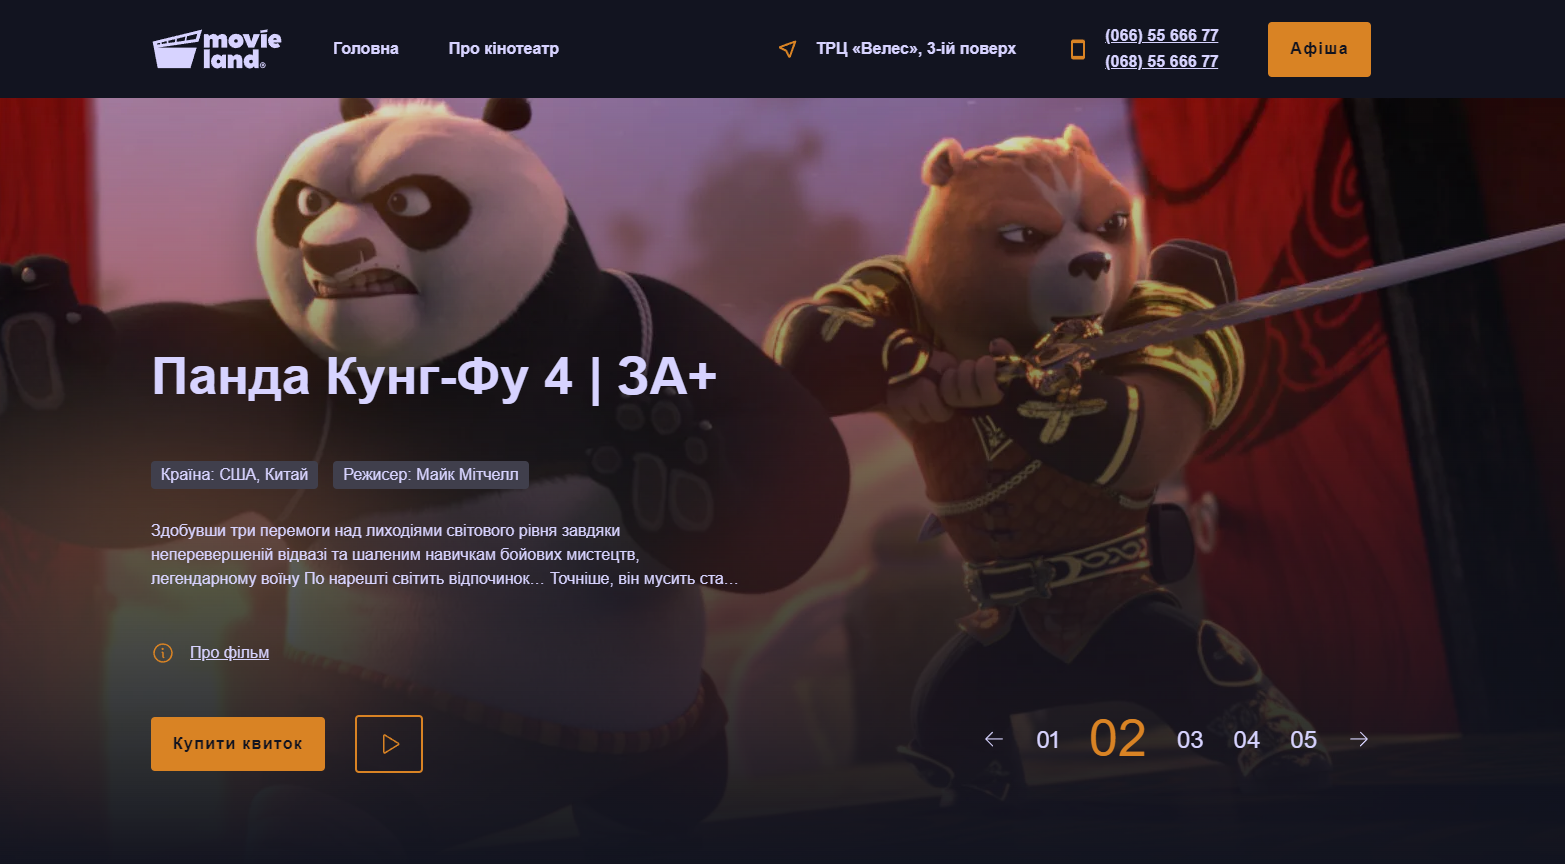 movie
land®
Головна
Про кінотеатр
ТРЦ «Велес», 3-ій поверх
(066) 55 666 77
(068) 55 666 77
Афіша
Панда Кунг-Фу 4 | 3A+
Країна: США, Китай
Режисер: Майк Мітчелл
Здобувши три перемоги над лиходіями світового рівня завдяки
неперевершеній відвазі та шаленим навичкам бойових мистецтв,
легендарному воїну По нарешті світить відпочинок… Точніше, він мусить ста…
Про фільм
Купити квиток
01
02
03
04
05